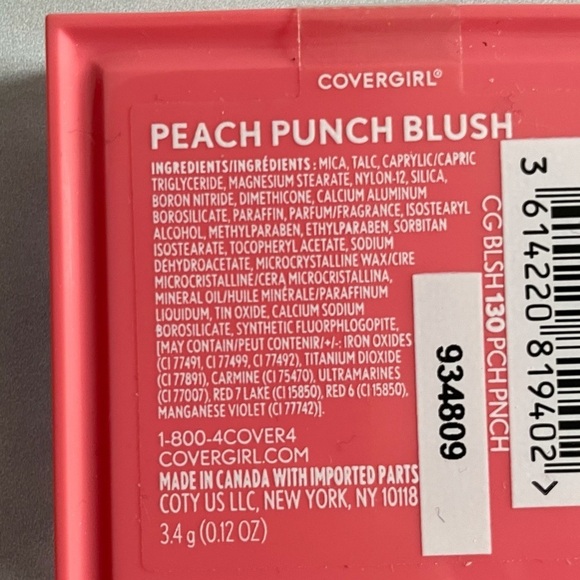 COVERGIRL®
PEACH PUNCH BLUSH
INGREDIENTS/INGRÉDIENTS : MICA, TALC, CAPRYLIC/CAPRIC
TRIGLYCERIDE, MAGNESIUM STEARATE, NYLON-12, SILICA,
BORON NITRIDE, DIMETHICONE, CALCIUM ALUMINUM
BOROSILICATE, PARAFFIN, PARFUM/FRAGRANCE, ISOSTEARYL
ALCOHOL, METHYLPARABEN, ETHYLPARABEN, SORBITAN
ISOSTEARATE, TOCOPHERYL ACETATE, SODIUM
DEHYDROACETATE, MICROCRYSTALLINE WAX/CIRE
MICROCRISTALLINE/CERA MICROCRISTALLINA,
MINERAL OIL/HUILE MINÉRALE/PARAFFINUM
LIQUIDUM, TIN OXIDE, CALCIUM SODIUM
BOROSILICATE, SYNTHETIC FLUORPHLOGOPITE,
[MAY CONTAIN/PEUT CONTENIR/+/-: IRON OXIDES
(CI 77491, CI 77499, CI 77492), TITANIUM DIOXIDE
(CI 77891), CARMINE (CI 75470), ULTRAMARINES
(CI 77007), RED 7 LAKE (CI 15850), RED 6 (CI 15850),
MANGANESE VIOLET (CI 77742)].
1-800-4COVER4
COVERGIRL.COM
MADE IN CANADA WITH IMPORTED PARTS
COTY US LLC, NEW YORK, NY 10118
3.4 g (0.12 OZ)
934809
CG BLSH 130 PCH PNCH
3 614220 819402 >